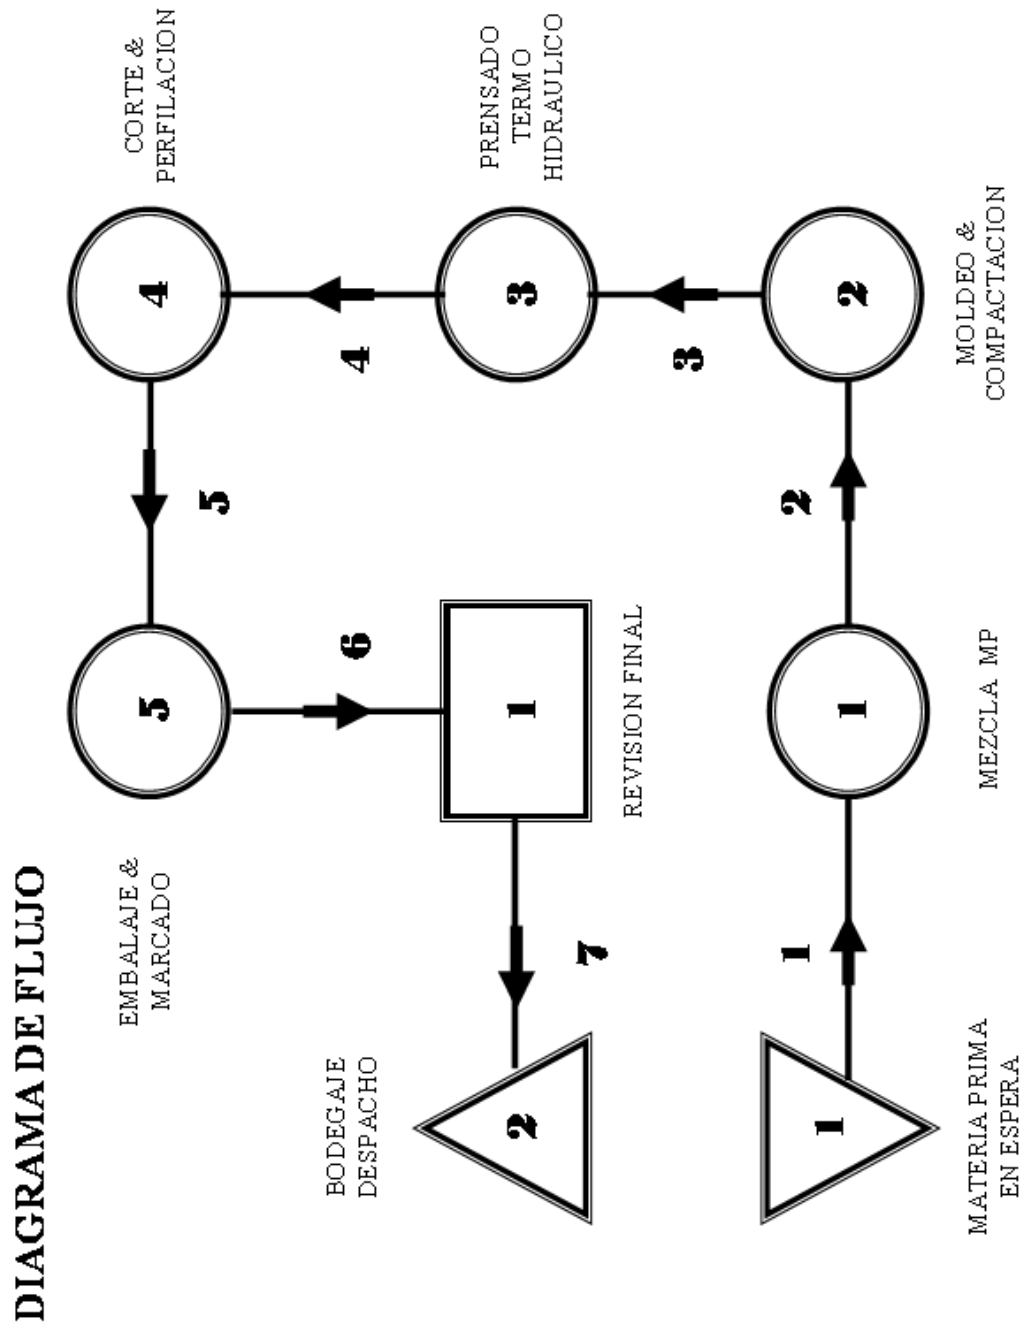 DIAGRAMA DE FLUJO
EMBALAJE &
MARCADO
5
4
CORTE &
PERFILACION
5
BODEGAJE
DESPACHO
6
4
2
1
3
PRENSADO
TERMO
HIDRAULICO
7
REVISION FINAL
3
1
2
1
1
2
MATERIA PRIMA
EN ESPERA
MEZCLA MP
MOLDEO &
COMPACTACION